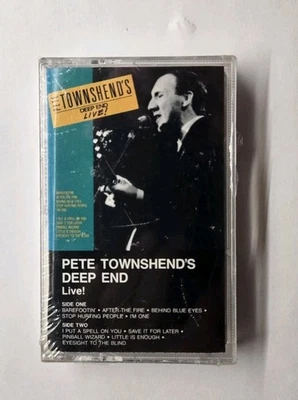 PETE
TOWNSHEND'S
DEEP END
LIVE!
PETE TOWNSHEND'S
DEEP END
Live!
SIDE ONE
BAREFOOTIN' • AFTER THE FIRE • BEHIND BLUE EYES •
STOP HURTING PEOPLE • I'M ONE
SIDE TWO
I PUT A SPELL ON YOU • SAVE IT FOR LATER •
PINBALL WIZARD • LITTLE IS ENOUGH •
EYESIGHT TO THE BLIND